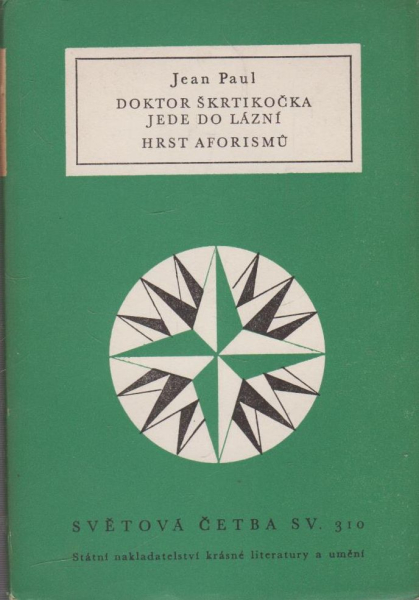 Jean Paul
DOKTOR ŠKRTIKOČKA
JEDE DO LÁZNÍ
HRST AFORISMŮ
SVĚTOVÁ ČETBA SV. 310
Státní nakladatelství krásné literatury a umění